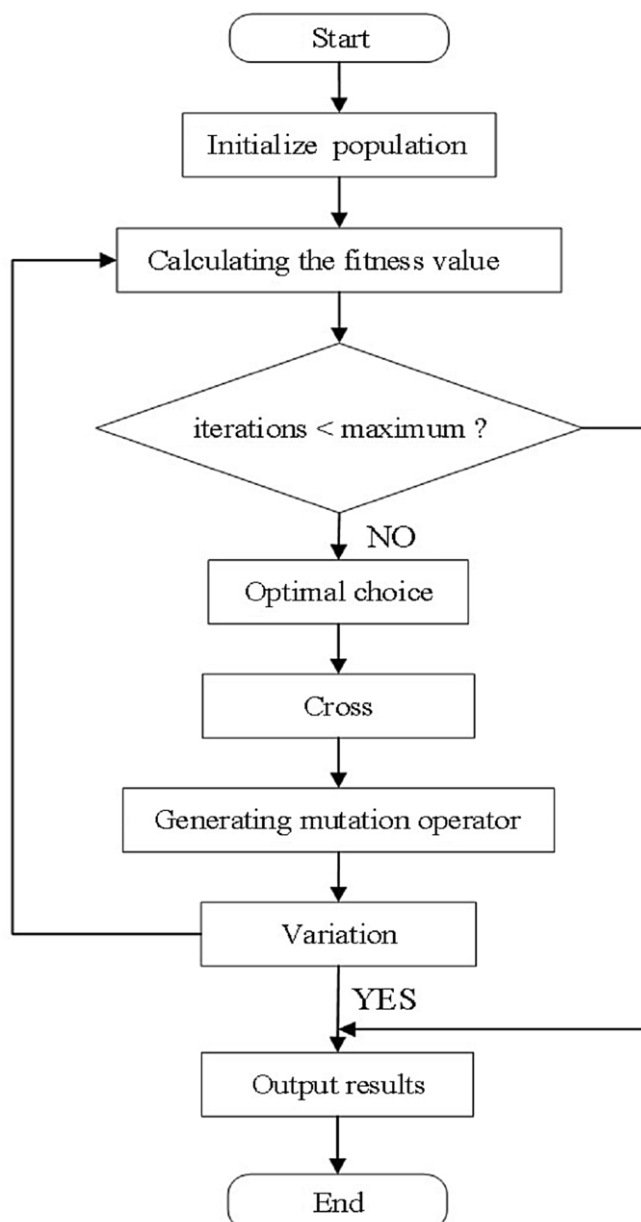 Start
Initialize population
Calculating the fitness value
iterations < maximum ?
NO
Optimal choice
Cross
Generating mutation operator
Variation
YES
Output results
End